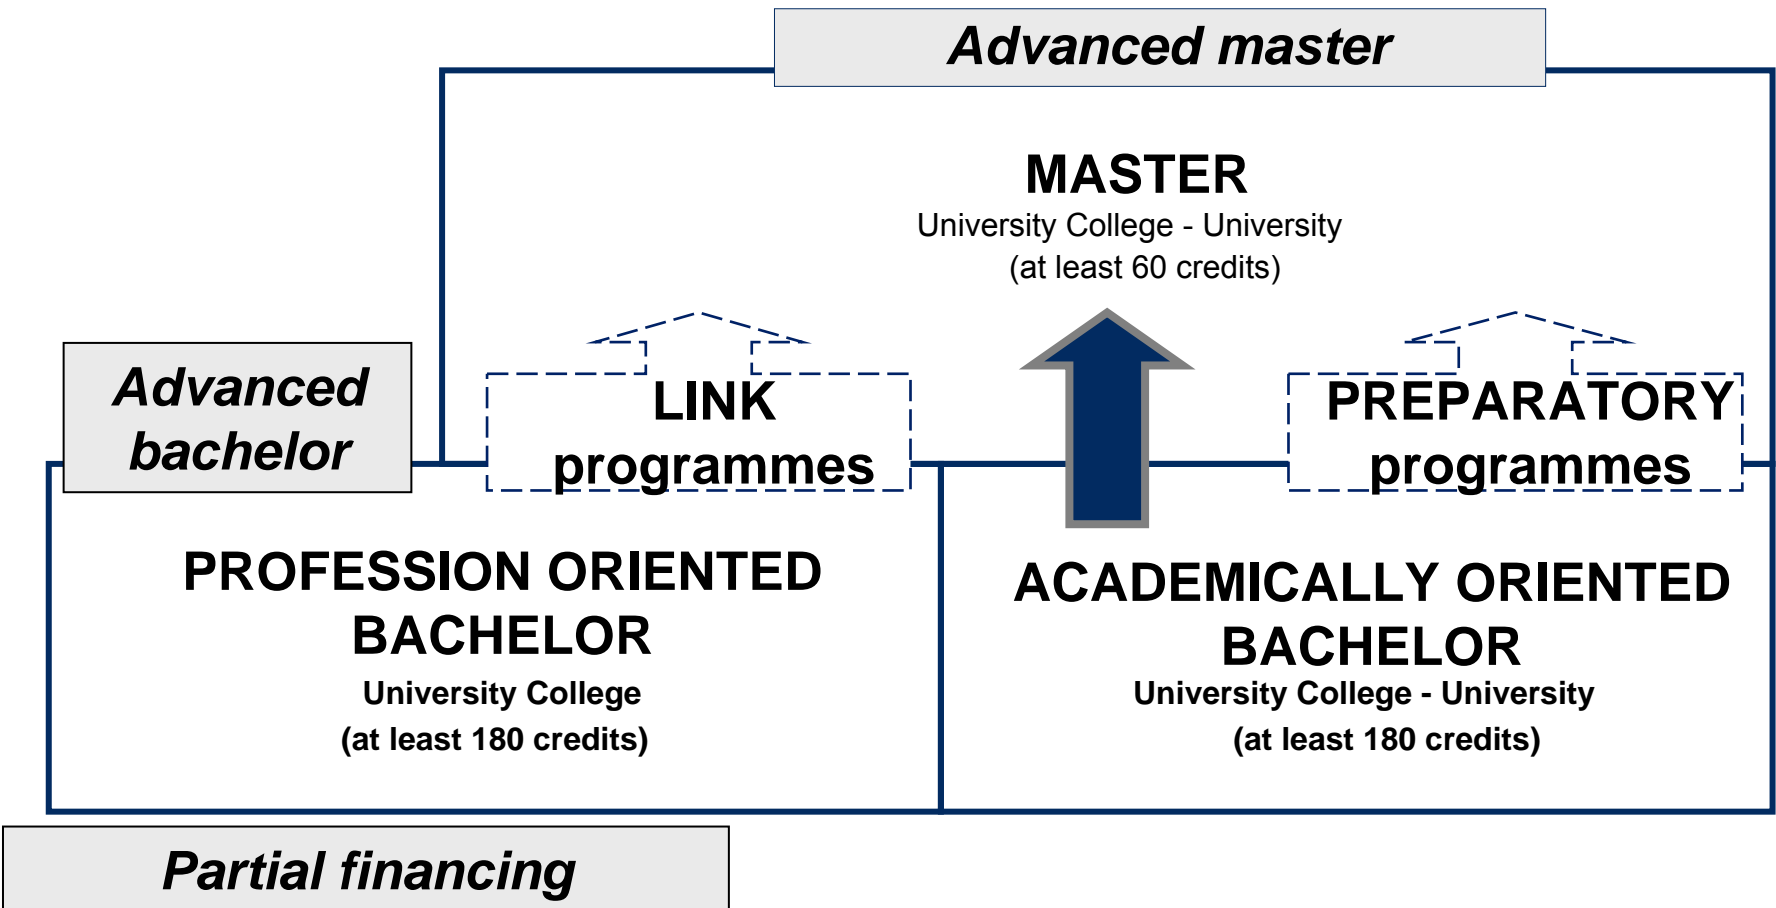 Advanced master
MASTER
University College - University
(at least 60 credits)
Advanced
bachelor
LINK
programmes
PREPARATORY
programmes
PROFESSION ORIENTED
BACHELOR
University College
(at least 180 credits)
ACADEMICALLY ORIENTED
BACHELOR
University College - University
(at least 180 credits)
Partial financing